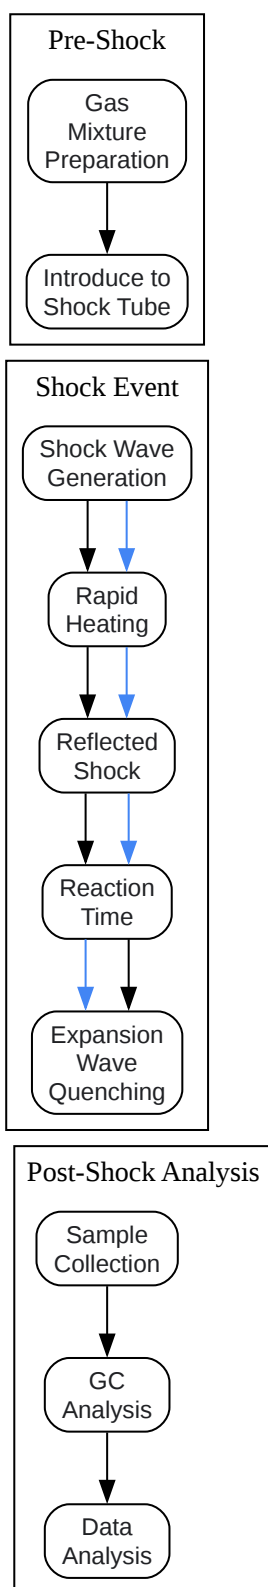 Pre-Shock
Gas
Mixture
Preparation
Introduce to
Shock Tube
Shock Event
Shock Wave
Generation
Rapid
Heating
Reflected
Shock
Reaction
Time
Expansion
Wave
Quenching
Post-Shock Analysis
Sample
Collection
GC
Analysis
Data
Analysis